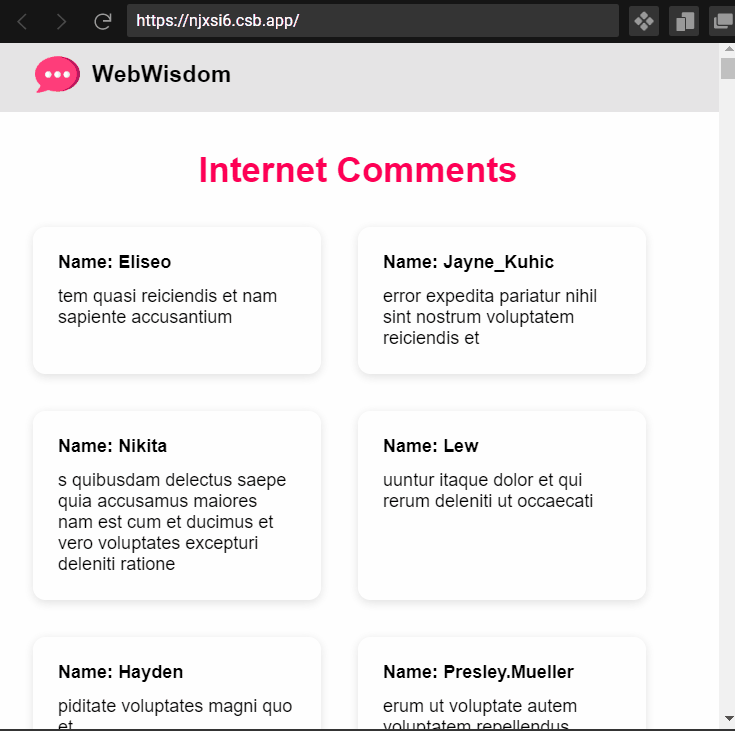 https://njxsi6.csb.app/
WebWisdom
Internet Comments
Name: Eliseo
tem quasi reiciendis et nam
sapiente accusantium
Name: Jayne_Kuhic
error expedita pariatur nihil
sint nostrum voluptatem
reiciendis et
Name: Nikita
s quibusdam delectus saepe
quia accusamus maiores
nam est cum et ducimus et
vero voluptates excepturi
deleniti ratione
Name: Lew
uuntur itaque dolor et qui
rerum deleniti ut occaecati
Name: Hayden
piditate voluptates magni quo
et
Name: Presley.Mueller
erum ut voluptate autem
voluptatem repellendus